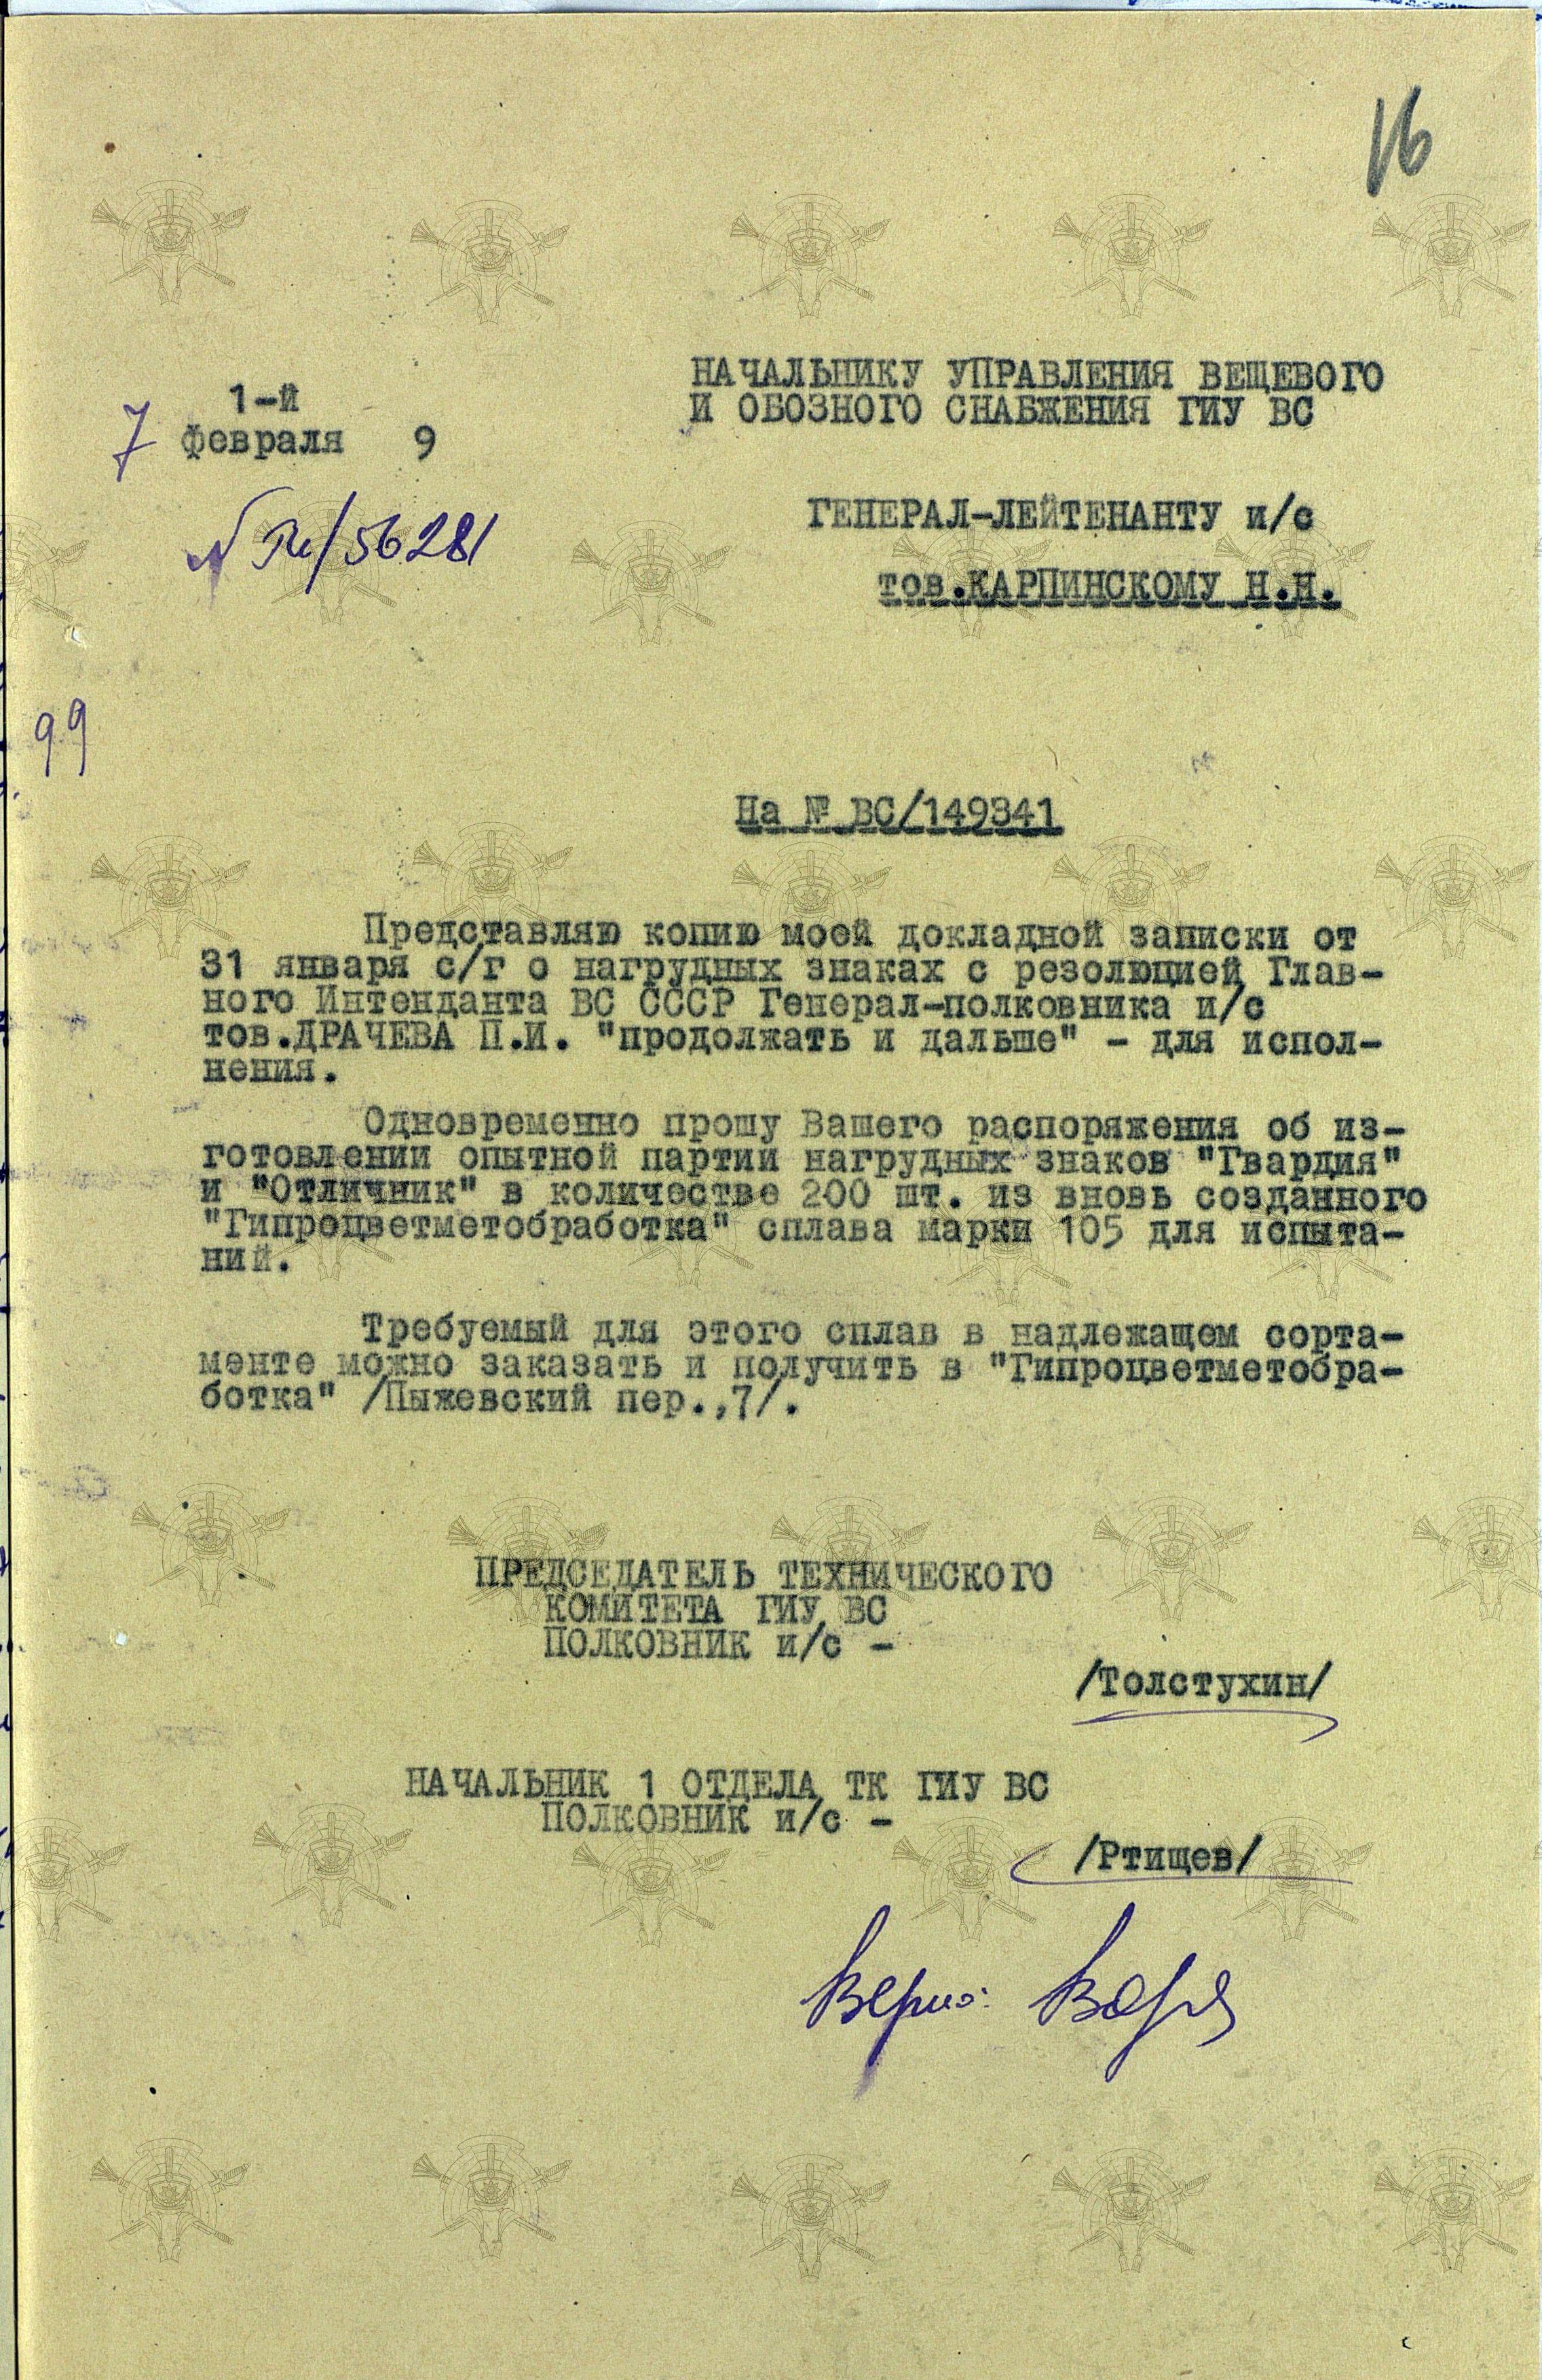 16
1-й
7 февраля 9
НАЧАЛЬНИКУ УПРАВЛЕНИЯ ВЕЩЕВОГО
И ОБОЗНОГО СНАБЖЕНИЯ ГИУ ВС
56281
ГЕНЕРАЛ-ЛЕЙТЕНАНТУ и/с
тов.КАРПИНСКОМУ Н.Н.
99
На № ВС/149341
Представляю копию моей докладной записки от
31 января с/г о нагрудных знаках с резолюцией Глав-
ного Интенданта ВС СССР Генерал-полковника и/с
тов.ДРАЧЕВА П.И. "продолжать и дальше" - для испол-
нения.
Одновременно прошу Вашего распоряжения об из-
готовлении опытной партии нагрудных знаков "Гвардия"
и "Отличник" в количестве 200 шт. из вновь созданного
"Гипроцветметобработка" сплава марки 105 для испыта-
ний.
Требуемый для этого сплав в надлежащем сорта-
менте можно заказать и получить в "Гипроцветметобра-
ботка" /Пыжевский пер.,7/.
ПРЕДСЕДАТЕЛЬ ТЕХНИЧЕСКОГО
КОМИТЕТА ГИУ ВС
ПОЛКОВНИК и/с -
/Толстухин/
НАЧАЛЬНИК 1 ОТДЕЛА ТК ГИУ ВС
ПОЛКОВНИК и/с -
/Ртищев/
Верно: